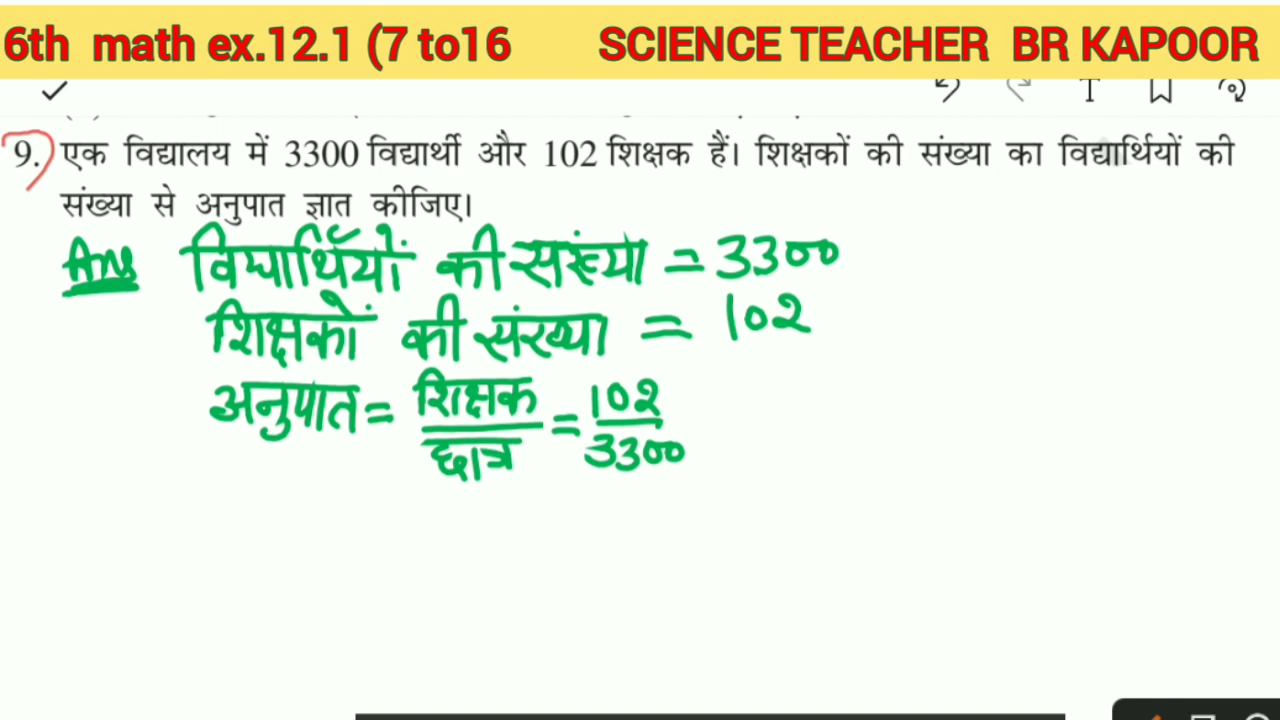 6th math ex.12.1 (7 to16 SCIENCE TEACHER BR KAPOOR
9. एक विद्यालय में 3300 विद्यार्थी और 102 शिक्षक हैं। शिक्षकों की संख्या का विद्यार्थियों की
संख्या से अनुपात ज्ञात कीजिए।
Ans विद्यार्थियों की संख्या = 3300
शिक्षकों की संख्या = 102
अनुपात = शिक्षक / छात्र = 102 / 3300